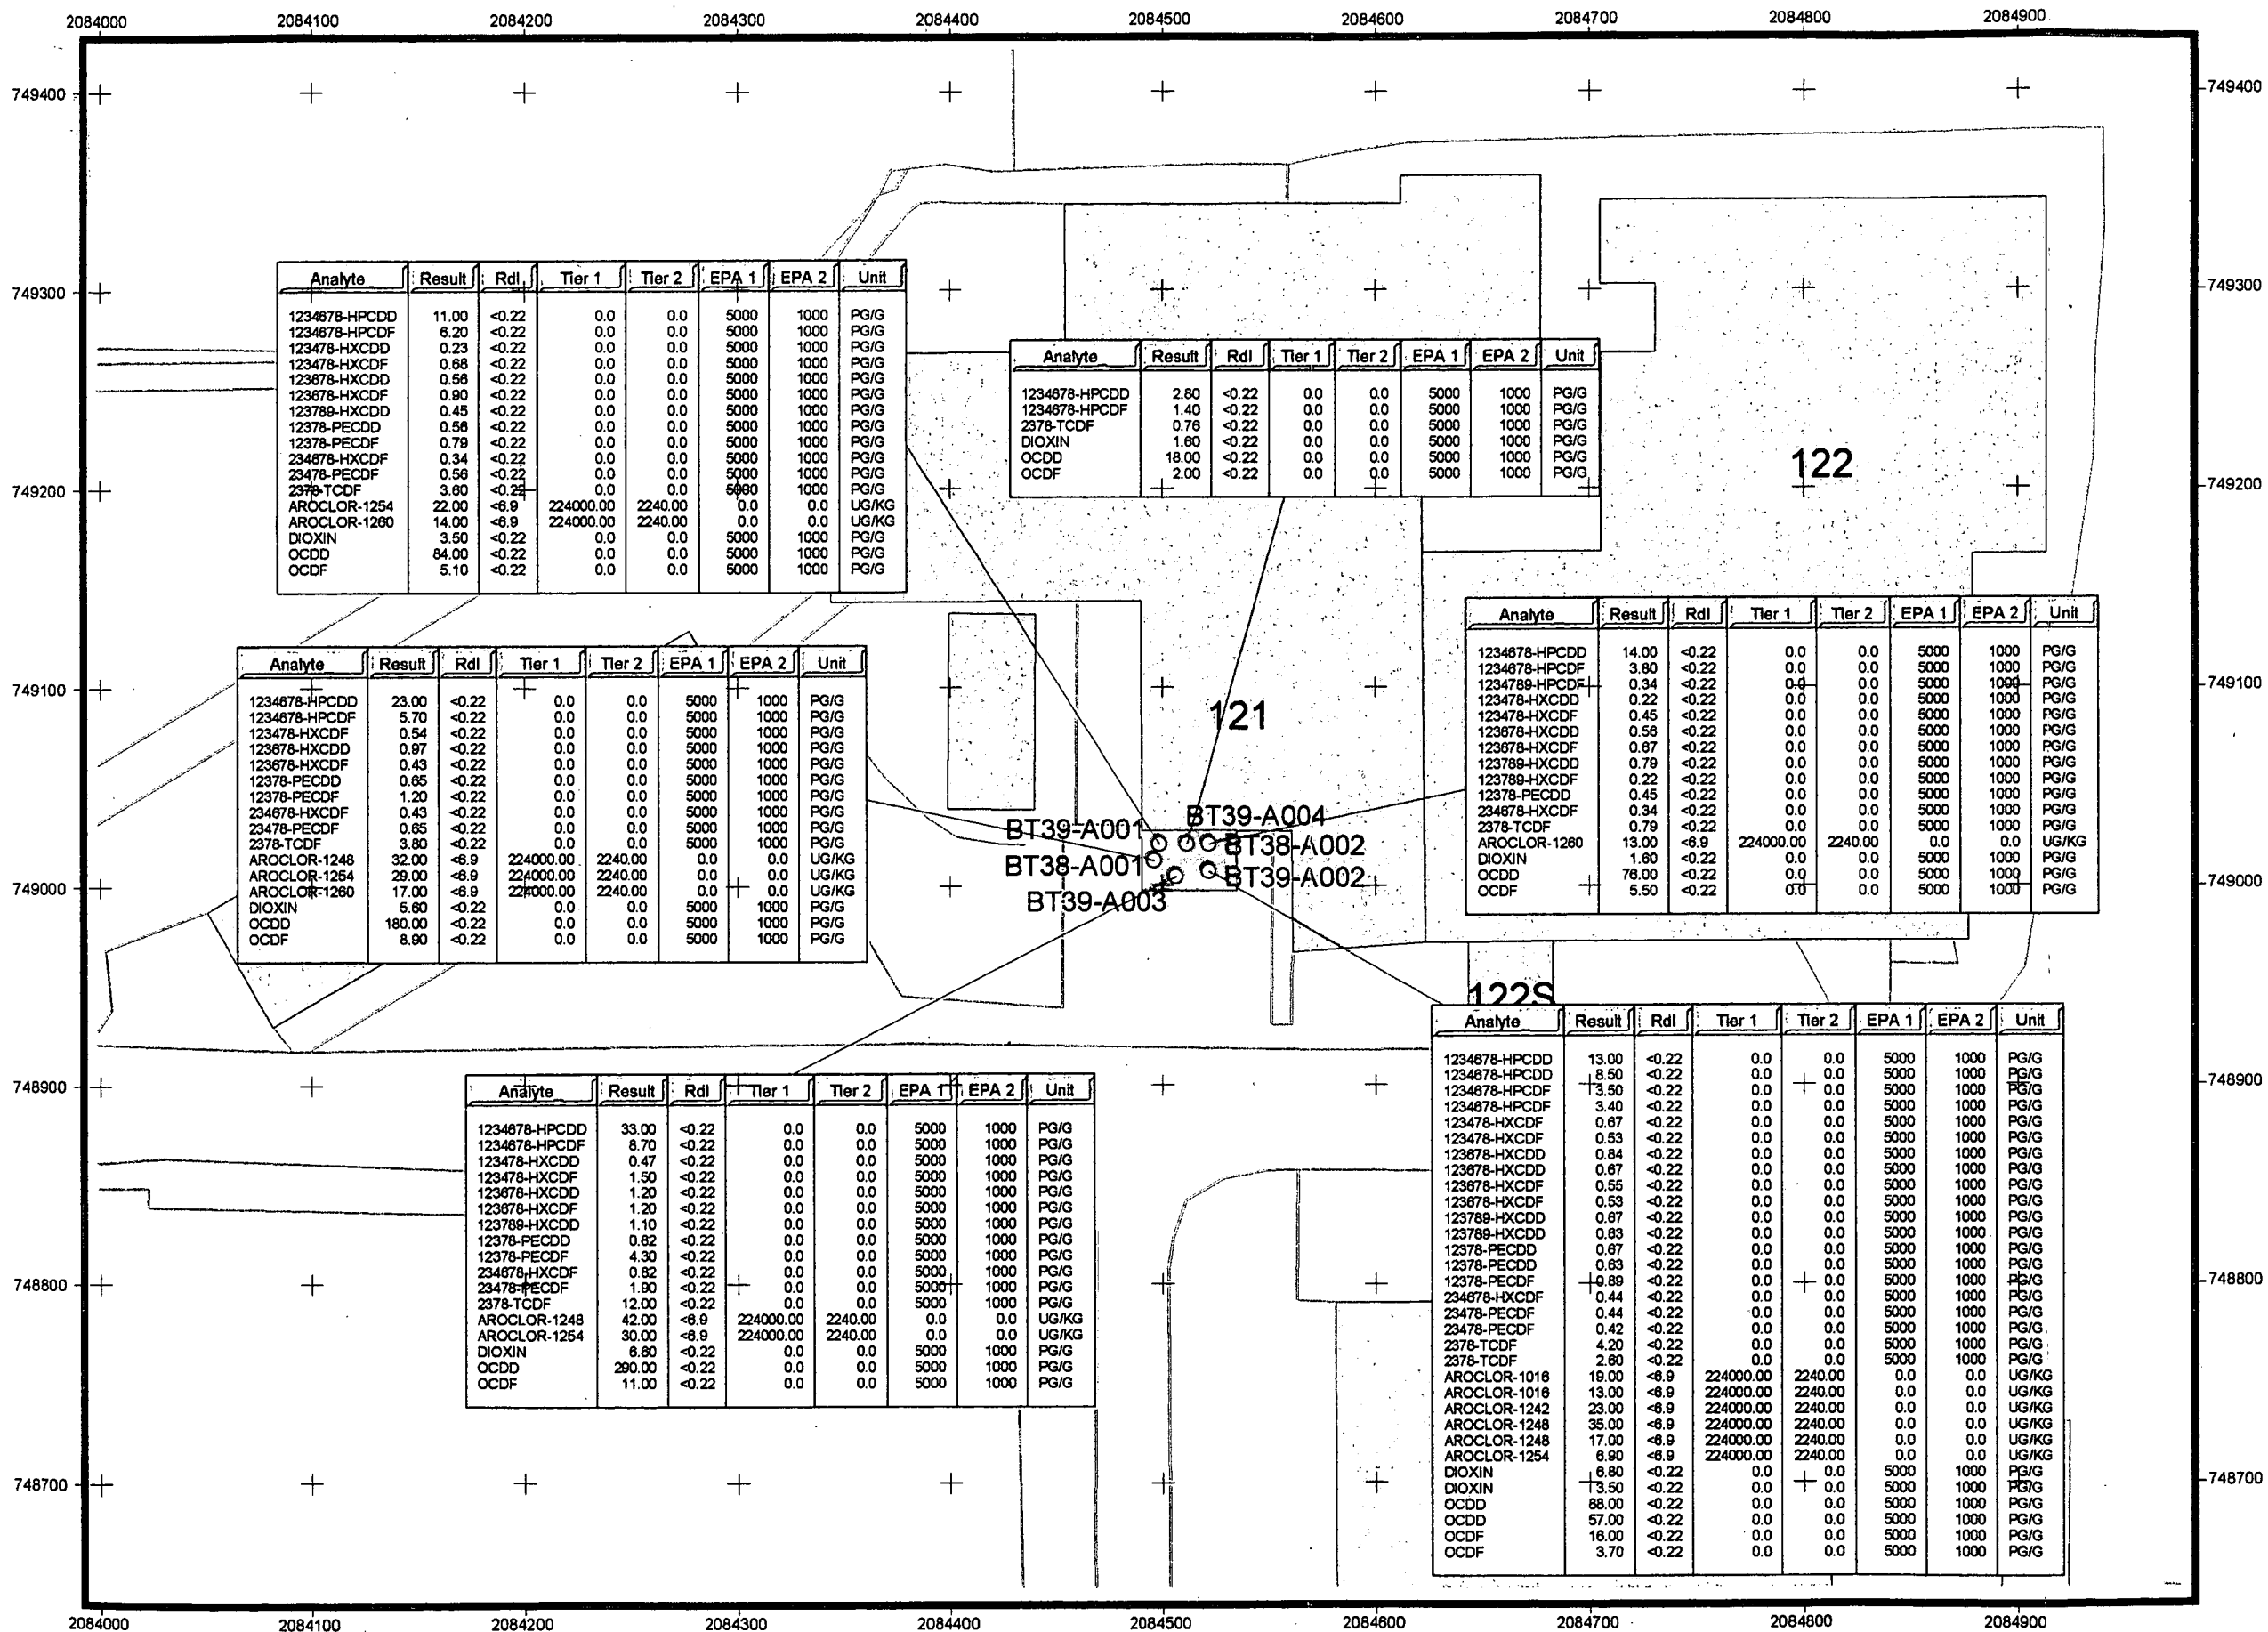 2084000 2084100 2084200 2084300 2084400 2084500 2084600 2084700 2084800 2084900
749400 749400
749300 749300
749200 749200
749100 749100
749000 749000
748900 748900
748800 748800
748700 748700
Analyte Result Rdl Tier 1 Tier 2 EPA 1 EPA 2 Unit
1234678-HPCDD 11.00 <0.22 0.0 0.0 5000 1000 PG/G
1234678-HPCDF 6.20 <0.22 0.0 0.0 5000 1000 PG/G
123478-HXCDD 0.23 <0.22 0.0 0.0 5000 1000 PG/G
123478-HXCDF 0.68 <0.22 0.0 0.0 5000 1000 PG/G
123678-HXCDD 0.56 <0.22 0.0 0.0 5000 1000 PG/G
123678-HXCDF 0.90 <0.22 0.0 0.0 5000 1000 PG/G
123789-HXCDD 0.45 <0.22 0.0 0.0 5000 1000 PG/G
12378-PECDD 0.56 <0.22 0.0 0.0 5000 1000 PG/G
12378-PECDF 0.79 <0.22 0.0 0.0 5000 1000 PG/G
234678-HXCDF 0.34 <0.22 0.0 0.0 5000 1000 PG/G
23478-PECDF 0.56 <0.22 0.0 0.0 5000 1000 PG/G
2378-TCDF 3.60 <0.22 0.0 0.0 5000 1000 PG/G
AROCLOR-1254 22.00 <6.9 224000.00 2240.00 0.0 0.0 UG/KG
AROCLOR-1260 14.00 <6.9 224000.00 2240.00 0.0 0.0 UG/KG
DIOXIN 3.50 <0.22 0.0 0.0 5000 1000 PG/G
OCDD 84.00 <0.22 0.0 0.0 5000 1000 PG/G
OCDF 5.10 <0.22 0.0 0.0 5000 1000 PG/G
Analyte Result Rdl Tier 1 Tier 2 EPA 1 EPA 2 Unit
1234678-HPCDD 2.80 <0.22 0.0 0.0 5000 1000 PG/G
1234678-HPCDF 1.40 <0.22 0.0 0.0 5000 1000 PG/G
2378-TCDF 0.76 <0.22 0.0 0.0 5000 1000 PG/G
DIOXIN 1.60 <0.22 0.0 0.0 5000 1000 PG/G
OCDD 18.00 <0.22 0.0 0.0 5000 1000 PG/G
OCDF 2.00 <0.22 0.0 0.0 5000 1000 PG/G
122
Analyte Result Rdl Tier 1 Tier 2 EPA 1 EPA 2 Unit
1234678-HPCDD 23.00 <0.22 0.0 0.0 5000 1000 PG/G
1234678-HPCDF 5.70 <0.22 0.0 0.0 5000 1000 PG/G
123478-HXCDF 0.54 <0.22 0.0 0.0 5000 1000 PG/G
123678-HXCDD 0.97 <0.22 0.0 0.0 5000 1000 PG/G
123678-HXCDF 0.43 <0.22 0.0 0.0 5000 1000 PG/G
12378-PECDD 0.65 <0.22 0.0 0.0 5000 1000 PG/G
12378-PECDF 1.20 <0.22 0.0 0.0 5000 1000 PG/G
234678-HXCDF 0.43 <0.22 0.0 0.0 5000 1000 PG/G
23478-PECDF 0.65 <0.22 0.0 0.0 5000 1000 PG/G
2378-TCDF 3.80 <0.22 0.0 0.0 5000 1000 PG/G
AROCLOR-1248 32.00 <6.9 224000.00 2240.00 0.0 0.0 UG/KG
AROCLOR-1254 29.00 <6.9 224000.00 2240.00 0.0 0.0 UG/KG
AROCLOR-1260 17.00 <6.9 224000.00 2240.00 0.0 0.0 UG/KG
DIOXIN 5.60 <0.22 0.0 0.0 5000 1000 PG/G
OCDD 180.00 <0.22 0.0 0.0 5000 1000 PG/G
OCDF 8.90 <0.22 0.0 0.0 5000 1000 PG/G
121
BT39-A001 BT39-A004
BT38-A002
BT38-A001
BT39-A002
BT39-A003
Analyte Result Rdl Tier 1 Tier 2 EPA 1 EPA 2 Unit
1234678-HPCDD 14.00 <0.22 0.0 0.0 5000 1000 PG/G
1234678-HPCDF 3.80 <0.22 0.0 0.0 5000 1000 PG/G
1234789-HPCDF 0.34 <0.22 0.0 0.0 5000 1000 PG/G
123478-HXCDD 0.22 <0.22 0.0 0.0 5000 1000 PG/G
123478-HXCDF 0.45 <0.22 0.0 0.0 5000 1000 PG/G
123678-HXCDD 0.56 <0.22 0.0 0.0 5000 1000 PG/G
123678-HXCDF 0.67 <0.22 0.0 0.0 5000 1000 PG/G
123789-HXCDD 0.79 <0.22 0.0 0.0 5000 1000 PG/G
123789-HXCDF 0.22 <0.22 0.0 0.0 5000 1000 PG/G
12378-PECDD 0.45 <0.22 0.0 0.0 5000 1000 PG/G
234678-HXCDF 0.34 <0.22 0.0 0.0 5000 1000 PG/G
2378-TCDF 0.79 <0.22 0.0 0.0 5000 1000 PG/G
AROCLOR-1260 13.00 <6.9 224000.00 2240.00 0.0 0.0 UG/KG
DIOXIN 1.60 <0.22 0.0 0.0 5000 1000 PG/G
OCDD 76.00 <0.22 0.0 0.0 5000 1000 PG/G
OCDF 5.50 <0.22 0.0 0.0 5000 1000 PG/G
122S
Analyte Result Rdl Tier 1 Tier 2 EPA 1 EPA 2 Unit
1234678-HPCDD 33.00 <0.22 0.0 0.0 5000 1000 PG/G
1234678-HPCDF 8.70 <0.22 0.0 0.0 5000 1000 PG/G
123478-HXCDD 0.47 <0.22 0.0 0.0 5000 1000 PG/G
123478-HXCDF 1.50 <0.22 0.0 0.0 5000 1000 PG/G
123678-HXCDD 1.20 <0.22 0.0 0.0 5000 1000 PG/G
123678-HXCDF 1.20 <0.22 0.0 0.0 5000 1000 PG/G
123789-HXCDD 1.10 <0.22 0.0 0.0 5000 1000 PG/G
12378-PECDD 0.82 <0.22 0.0 0.0 5000 1000 PG/G
12378-PECDF 4.30 <0.22 0.0 0.0 5000 1000 PG/G
234678-HXCDF 0.82 <0.22 0.0 0.0 5000 1000 PG/G
23478-PECDF 1.90 <0.22 0.0 0.0 5000 1000 PG/G
2378-TCDF 12.00 <0.22 0.0 0.0 5000 1000 PG/G
AROCLOR-1248 42.00 <6.9 224000.00 2240.00 0.0 0.0 UG/KG
AROCLOR-1254 30.00 <6.9 224000.00 2240.00 0.0 0.0 UG/KG
DIOXIN 6.60 <0.22 0.0 0.0 5000 1000 PG/G
OCDD 290.00 <0.22 0.0 0.0 5000 1000 PG/G
OCDF 11.00 <0.22 0.0 0.0 5000 1000 PG/G
Analyte Result Rdl Tier 1 Tier 2 EPA 1 EPA 2 Unit
1234678-HPCDD 13.00 <0.22 0.0 0.0 5000 1000 PG/G
1234678-HPCDD 8.50 <0.22 0.0 0.0 5000 1000 PG/G
1234678-HPCDF 3.50 <0.22 0.0 0.0 5000 1000 PG/G
1234678-HPCDF 3.40 <0.22 0.0 0.0 5000 1000 PG/G
123478-HXCDF 0.67 <0.22 0.0 0.0 5000 1000 PG/G
123478-HXCDF 0.53 <0.22 0.0 0.0 5000 1000 PG/G
123678-HXCDD 0.84 <0.22 0.0 0.0 5000 1000 PG/G
123678-HXCDD 0.67 <0.22 0.0 0.0 5000 1000 PG/G
123678-HXCDF 0.55 <0.22 0.0 0.0 5000 1000 PG/G
123678-HXCDF 0.53 <0.22 0.0 0.0 5000 1000 PG/G
123789-HXCDD 0.67 <0.22 0.0 0.0 5000 1000 PG/G
123789-HXCDD 0.63 <0.22 0.0 0.0 5000 1000 PG/G
12378-PECDD 0.67 <0.22 0.0 0.0 5000 1000 PG/G
12378-PECDD 0.63 <0.22 0.0 0.0 5000 1000 PG/G
12378-PECDF 0.89 <0.22 0.0 0.0 5000 1000 PG/G
234678-HXCDF 0.44 <0.22 0.0 0.0 5000 1000 PG/G
23478-PECDF 0.44 <0.22 0.0 0.0 5000 1000 PG/G
23478-PECDF 0.42 <0.22 0.0 0.0 5000 1000 PG/G
2378-TCDF 4.20 <0.22 0.0 0.0 5000 1000 PG/G
2378-TCDF 2.60 <0.22 0.0 0.0 5000 1000 PG/G
AROCLOR-1016 19.00 <6.9 224000.00 2240.00 0.0 0.0 UG/KG
AROCLOR-1016 13.00 <6.9 224000.00 2240.00 0.0 0.0 UG/KG
AROCLOR-1242 23.00 <6.9 224000.00 2240.00 0.0 0.0 UG/KG
AROCLOR-1248 35.00 <6.9 224000.00 2240.00 0.0 0.0 UG/KG
AROCLOR-1248 17.00 <6.9 224000.00 2240.00 0.0 0.0 UG/KG
AROCLOR-1254 6.90 <6.9 224000.00 2240.00 0.0 0.0 UG/KG
DIOXIN 6.80 <0.22 0.0 0.0 5000 1000 PG/G
DIOXIN 3.50 <0.22 0.0 0.0 5000 1000 PG/G
OCDD 88.00 <0.22 0.0 0.0 5000 1000 PG/G
OCDD 57.00 <0.22 0.0 0.0 5000 1000 PG/G
OCDF 16.00 <0.22 0.0 0.0 5000 1000 PG/G
OCDF 3.70 <0.22 0.0 0.0 5000 1000 PG/G
2084000 2084100 2084200 2084300 2084400 2084500 2084600 2084700 2084800 2084900